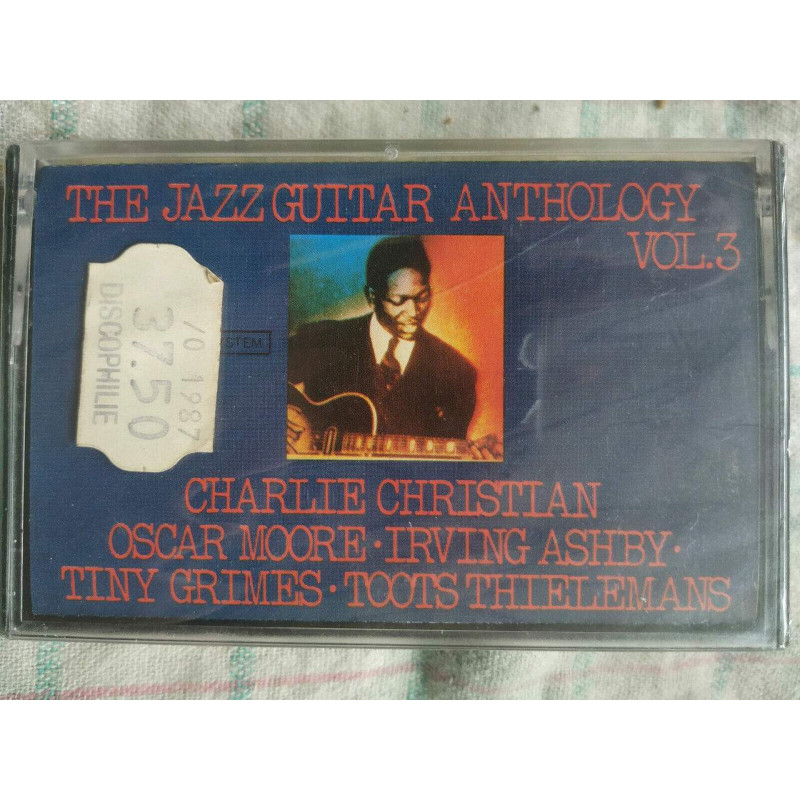 THE JAZZ GUITAR ANTHOLOGY
VOL.3
STEM
10 1987
37.50
DISCOPHILIE
CHARLIE CHRISTIAN
OSCAR MOORE · IRVING ASHBY ·
TINY GRIMES · TOOTS THIELEMANS